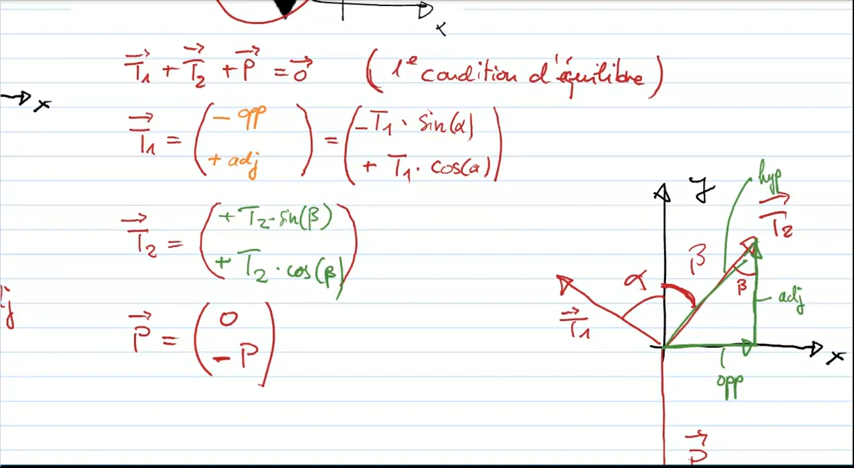 x
→ x
T₁⃗ + T₂⃗ + P⃗ = 0⃗ (1e condition d'équilibre)
T₁⃗ = ( - opp ) = ( -T₁ · sin(α) )
( + adj ) ( + T₁ · cos(α) )
T₂⃗ = ( + T₂ · sin(β) )
( + T₂ · cos(β) )
P⃗ = ( 0 )
( - P )
y
hyp
T₂⃗
α
β
β
T₁⃗
adj
x
opp
P⃗